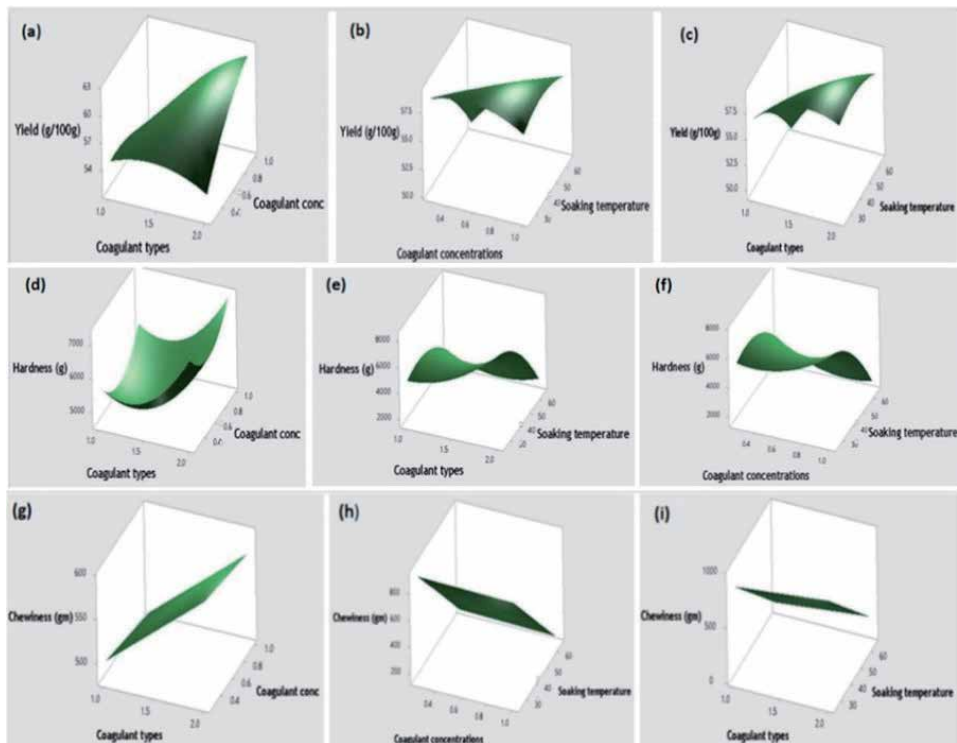 (a)
Yield (g/100g)
63
60
57
54
1.0
1.5
2.0
Coagulant types
1.0
0.8
0.6
Coagulant conc
(b)
Yield (g/100g)
57.5
55.0
52.5
50.0
0.4
0.6
0.8
1.0
Coagulant concentrations
60
50
40
30
Soaking temperature
(c)
Yield (g/100g)
57.5
55.0
52.5
50.0
1.0
1.5
2.0
Coagulant types
60
50
40
30
Soaking temperature
(d)
Hardness (g)
7000
6000
5000
1.0
1.5
2.0
Coagulant types
1.0
0.8
0.6
Coagulant conc
(e)
Hardness (g)
8000
6000
4000
2000
1.0
1.5
2.0
Coagulant types
60
50
40
Soaking temperature
(f)
Hardness (g)
8000
6000
4000
2000
0.4
0.6
0.8
1.0
Coagulant concentrations
60
50
40
Soaking temperature
(g)
Chewiness (gm)
600
550
500
1.0
1.5
2.0
Coagulant types
1.0
0.8
0.6
0.4
Coagulant conc
(h)
Chewiness (gm)
800
600
400
200
0.4
0.6
0.8
1.0
Coagulant concentrations
60
50
40
30
Soaking temperature
(i)
Chewiness (gm)
1000
500
0
1.0
1.5
2.0
Coagulant types
60
50
40
30
Soaking temperature